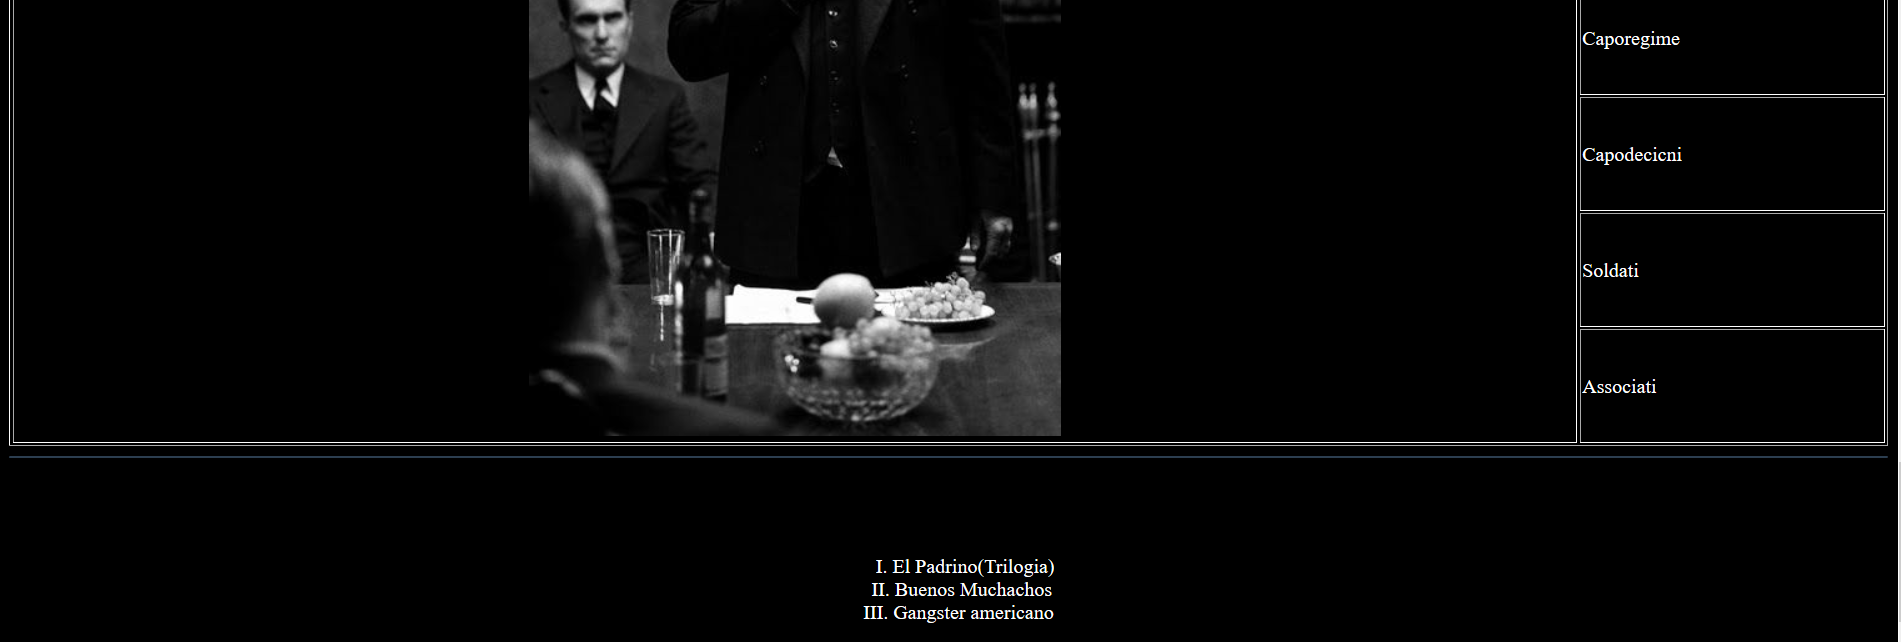 Caporegime
Capodecicni
Soldati
Associati
I. El Padrino(Trilogia)
II. Buenos Muchachos
III. Gangster americano